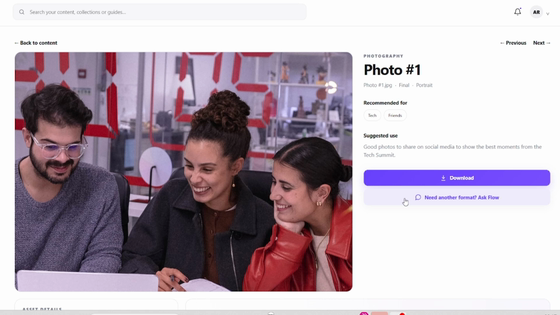 Search your content, collections or guides...
AR
← Back to content
← Previous Next →
PHOTOGRAPHY
Photo #1
Photo #1.jpg · Final · Portrait
Recommended for
Tech Friends
Suggested use
Good photos to share on social media to show the best moments from the
Tech Summit.
Download
Need another format? Ask Flow
ASSET DETAILS